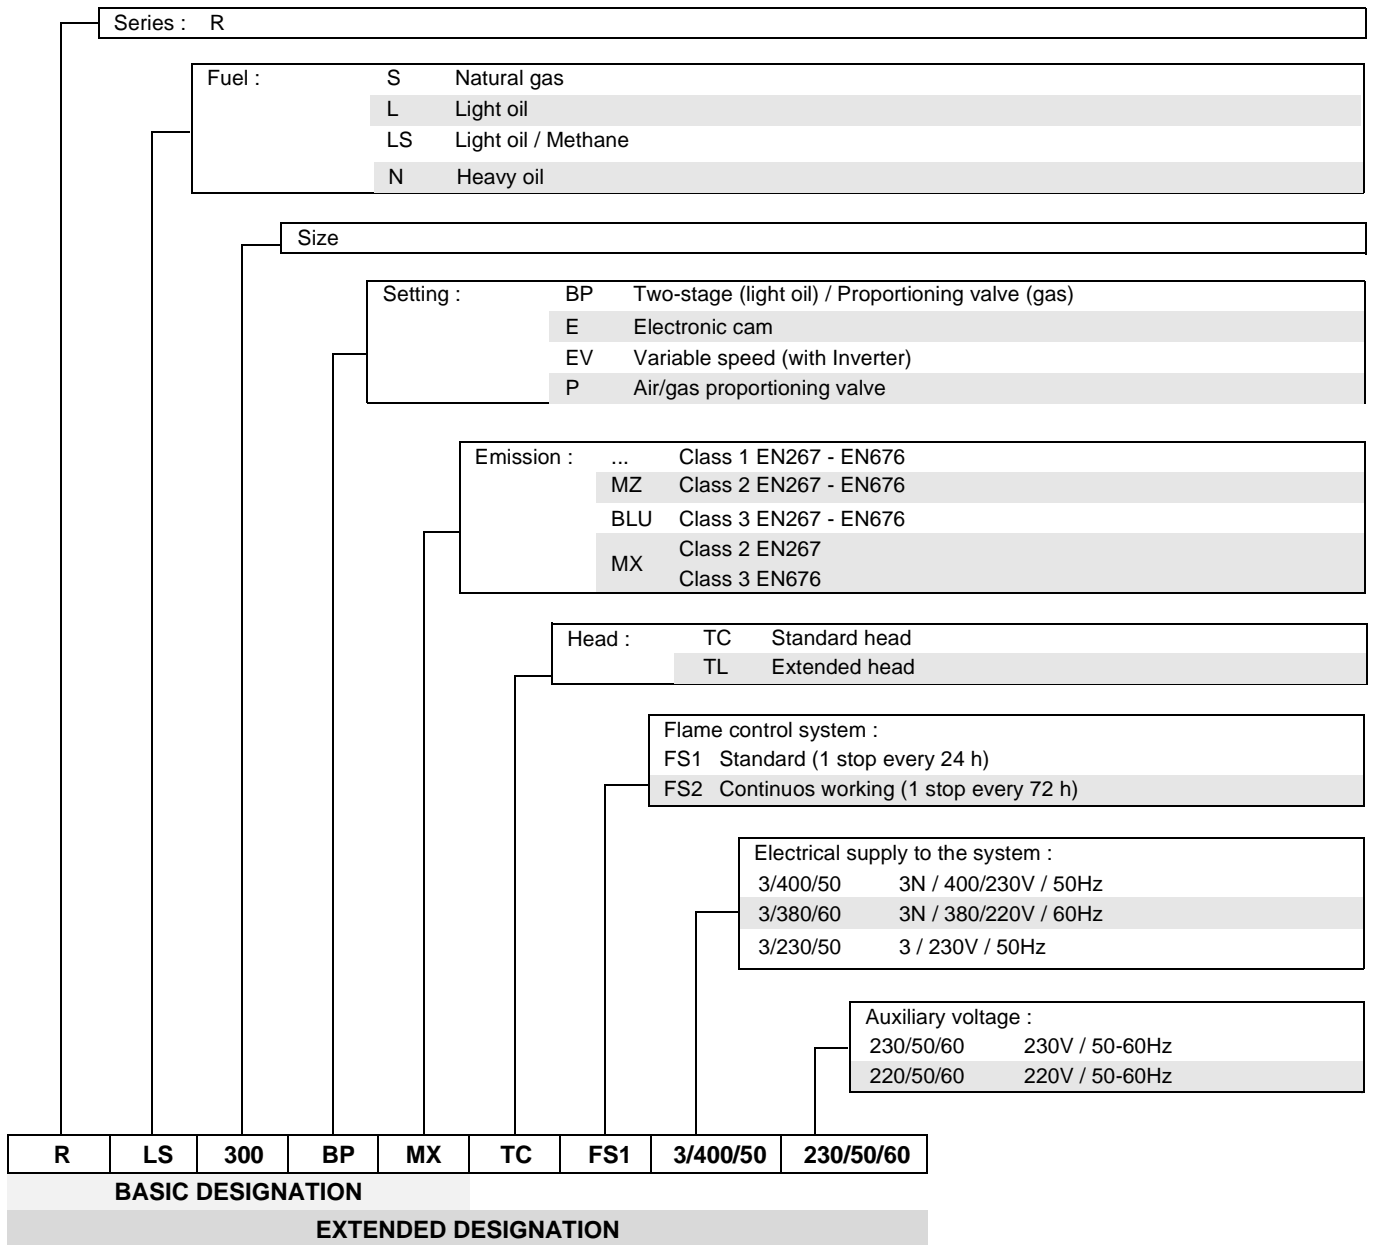 Series : R
Fuel : S Natural gas
L Light oil
LS Light oil / Methane
N Heavy oil
Size
Setting : BP Two-stage (light oil) / Proportioning valve (gas)
E Electronic cam
EV Variable speed (with Inverter)
P Air/gas proportioning valve
Emission : ... Class 1 EN267 - EN676
MZ Class 2 EN267 - EN676
BLU Class 3 EN267 - EN676
MX Class 2 EN267
Class 3 EN676
Head : TC Standard head
TL Extended head
Flame control system :
FS1 Standard (1 stop every 24 h)
FS2 Continuos working (1 stop every 72 h)
Electrical supply to the system :
3/400/50 3N / 400/230V / 50Hz
3/380/60 3N / 380/220V / 60Hz
3/230/50 3 / 230V / 50Hz
Auxiliary voltage :
230/50/60 230V / 50-60Hz
220/50/60 220V / 50-60Hz
R LS 300 BP MX TC FS1 3/400/50 230/50/60
BASIC DESIGNATION
EXTENDED DESIGNATION